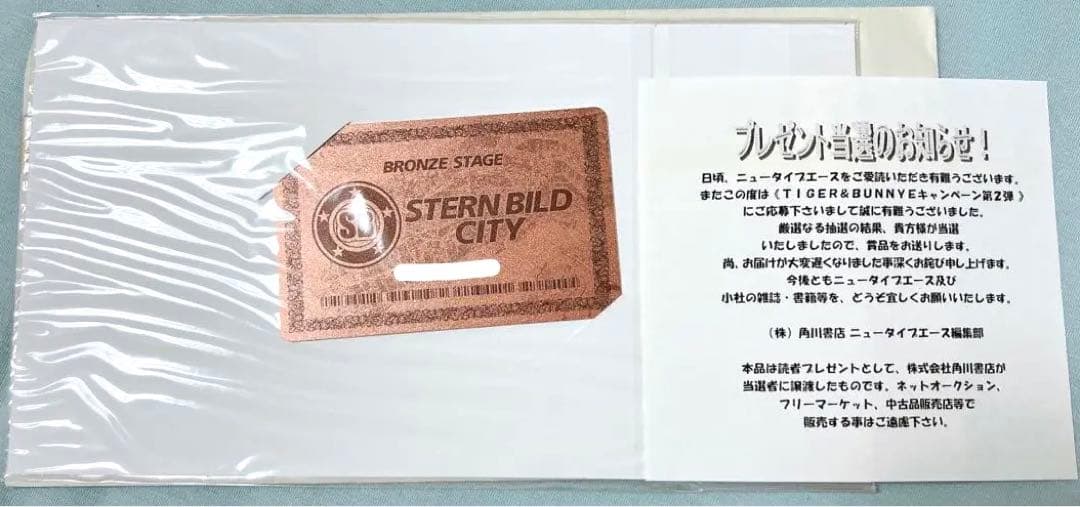 BRONZE STAGE
STERN BILD
CITY
プレゼント当選のお知らせ！
日頃、ニュータイプエースをご愛読いただき有難うございます。
またこの度は《ＴＩＧＥＲ＆ＢＵＮＮＹＥキャンペーン第２弾 》
にご応募下さいまして誠に有難うございました。
厳選なる抽選の結果、貴方様が当選
いたしましたので、賞品をお送りします。
尚、お届けが大変遅くなりました事深くお詫び申し上げます。
今後ともニュータイプエース及び
小社の雑誌・書籍等を、どうぞ宜しくお願いいたします。
（株）角川書店 ニュータイプエース編集部
本品は読者プレゼントとして、株式会社角川書店が
当選者に譲渡したものです。ネットオークション、
フリーマーケット、中古品販売店等で
販売する事はご遠慮下さい。